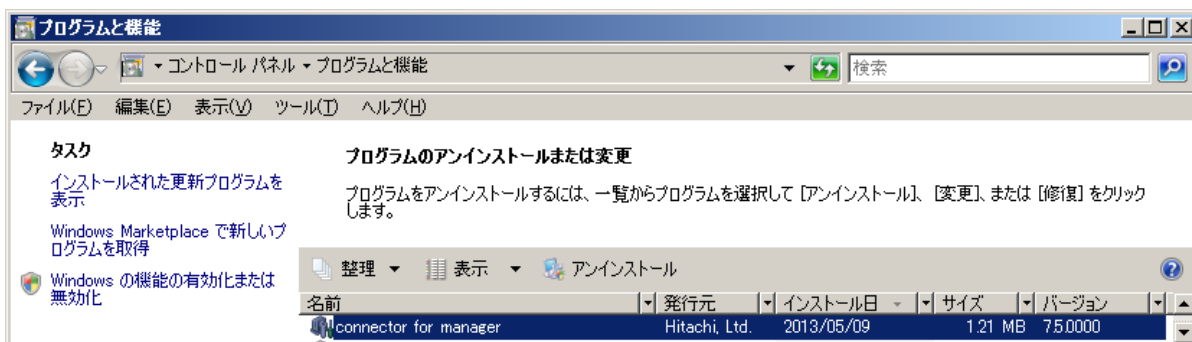 プログラムと機能
コントロール パネル プログラムと機能
検索
ファイル(F) 編集(E) 表示(V) ツール(T) ヘルプ(H)
タスク
インストールされた更新プログラムを
表示
Windows Marketplace で新しいプ
ログラムを取得
Windows の機能の有効化または
無効化
プログラムのアンインストールまたは変更
プログラムをアンインストールするには、一覧からプログラムを選択して [アンインストール]、[変更]、または [修復] をクリック
します。
整理 表示 アンインストール
名前 発行元 インストール日 サイズ バージョン
connector for manager Hitachi, Ltd. 2013/05/09 1.21 MB 7.5.0000